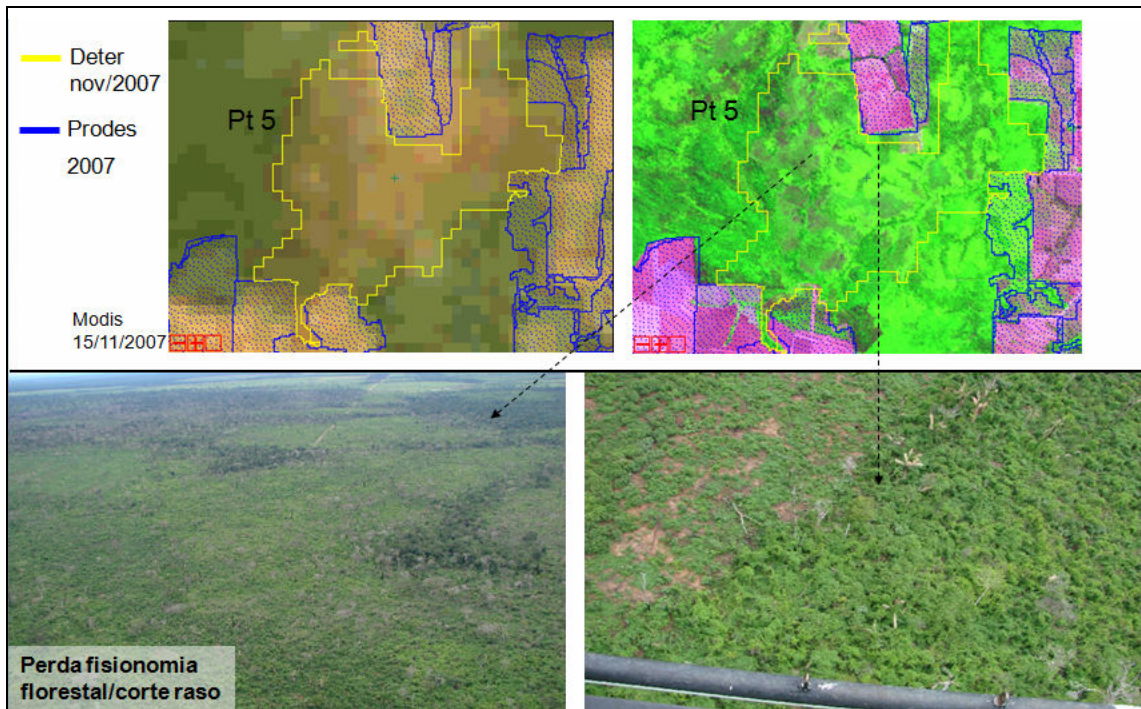 Deter
nov/2007
Prodes
2007
Pt 5
Modis
15/11/2007
Pt 5
Perda fisionomia
florestal/corte raso